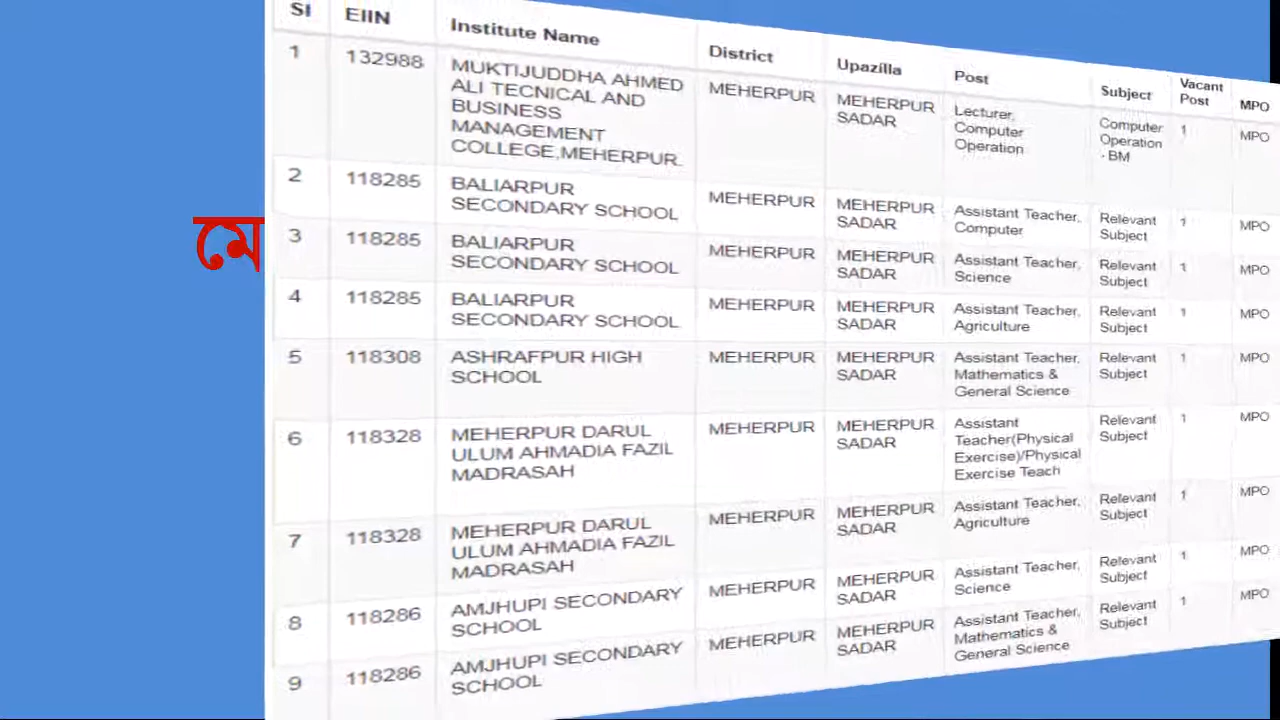 SI EIIN Institute Name District Upazilla Post Subject Vacant Post MPO
1 132988 MUKTIJUDDHA AHMED ALI TECNICAL AND BUSINESS MANAGEMENT COLLEGE,MEHERPUR. MEHERPUR MEHERPUR SADAR Lecturer, Computer Operation Computer Operation - BM 1 MPO
2 118285 BALIARPUR SECONDARY SCHOOL MEHERPUR MEHERPUR SADAR Assistant Teacher, Computer Relevant Subject 1 MPO
3 118285 BALIARPUR SECONDARY SCHOOL MEHERPUR MEHERPUR SADAR Assistant Teacher, Science Relevant Subject 1 MPO
মে
4 118285 BALIARPUR SECONDARY SCHOOL MEHERPUR MEHERPUR SADAR Assistant Teacher, Agriculture Relevant Subject 1 MPO
5 118308 ASHRAFPUR HIGH SCHOOL MEHERPUR MEHERPUR SADAR Assistant Teacher, Mathematics & General Science Relevant Subject 1 MPO
6 118328 MEHERPUR DARUL ULUM AHMADIA FAZIL MADRASAH MEHERPUR MEHERPUR SADAR Assistant Teacher(Physical Exercise)/Physical Exercise Teach Relevant Subject 1 MPO
7 118328 MEHERPUR DARUL ULUM AHMADIA FAZIL MADRASAH MEHERPUR MEHERPUR SADAR Assistant Teacher, Agriculture Relevant Subject 1 MPO
8 118286 AMJHUPI SECONDARY SCHOOL MEHERPUR MEHERPUR SADAR Assistant Teacher, Science Relevant Subject 1 MPO
9 118286 AMJHUPI SECONDARY SCHOOL MEHERPUR MEHERPUR SADAR Assistant Teacher, Mathematics & General Science Relevant Subject 1 MPO